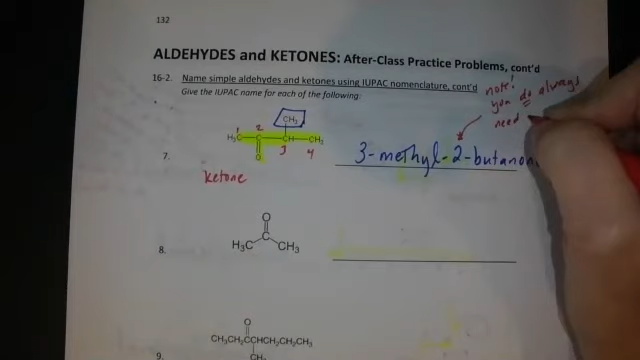 132
ALDEHYDES and KETONES: After-Class Practice Problems, cont'd
16-2. Name simple aldehydes and ketones using IUPAC nomenclature, cont'd
Give the IUPAC name for each of the following:
note!
you do always
need
CH3
1 2
H3C-C-CH-CH3
O 3 4
7. 3-methyl-2-butanon
ketone
O
C
8. H3C CH3
O
CH3CH2CCHCH2CH2CH3
9. CH3